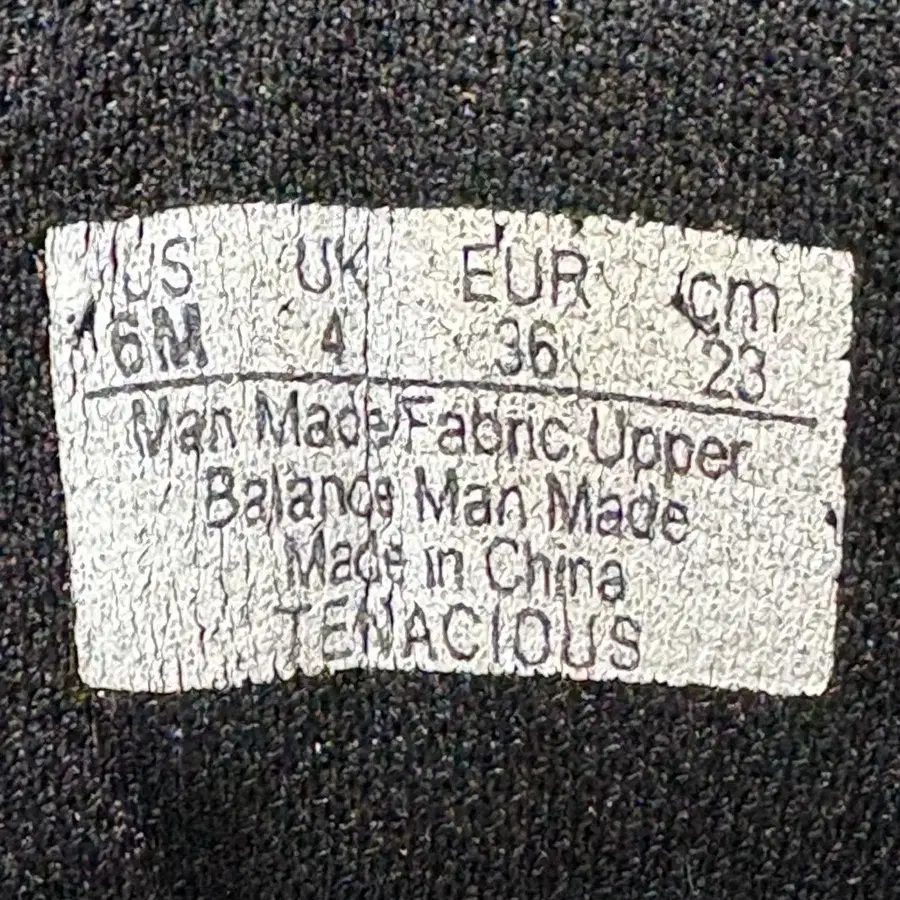 US UK EUR cm
6M 4 36 23
Man Made/Fabric Upper
Balance Man Made
Made in China
TENACIOUS